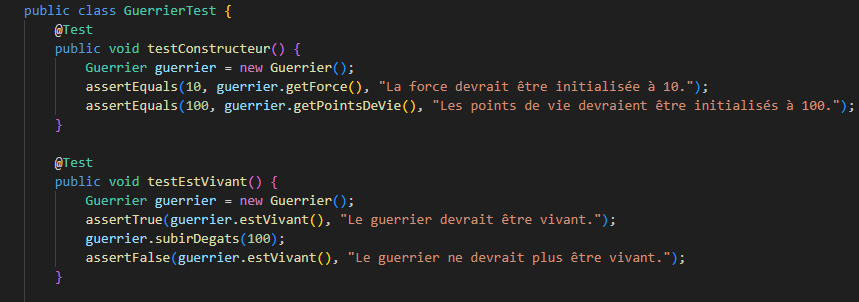 public class GuerrierTest {
@Test
public void testConstructeur() {
Guerrier guerrier = new Guerrier();
assertEquals(10, guerrier.getForce(), "La force devrait être initialisée à 10.");
assertEquals(100, guerrier.getPointsDeVie(), "Les points de vie devraient être initialisés à 100.");
}
@Test
public void testEstVivant() {
Guerrier guerrier = new Guerrier();
assertTrue(guerrier.estVivant(), "Le guerrier devrait être vivant.");
guerrier.subirDegats(100);
assertFalse(guerrier.estVivant(), "Le guerrier ne devrait plus être vivant.");
}